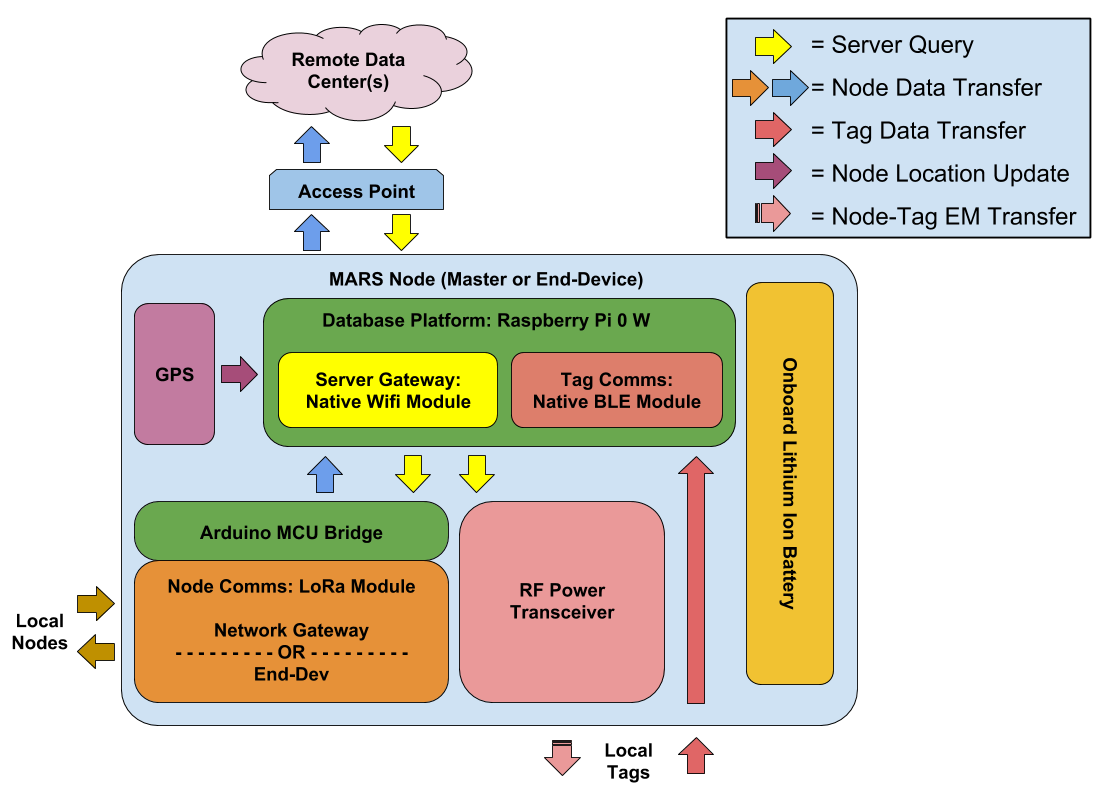 Remote Data
Center(s)
= Server Query
= Node Data Transfer
= Tag Data Transfer
= Node Location Update
= Node-Tag EM Transfer
Access Point
MARS Node (Master or End-Device)
GPS
Database Platform: Raspberry Pi 0 W
Server Gateway:
Native Wifi Module
Tag Comms:
Native BLE Module
Onboard Lithium Ion Battery
Arduino MCU Bridge
Node Comms: LoRa Module
Network Gateway
- - - - - - - - - OR - - - - - - - - -
End-Dev
RF Power
Transceiver
Local
Nodes
Local
Tags